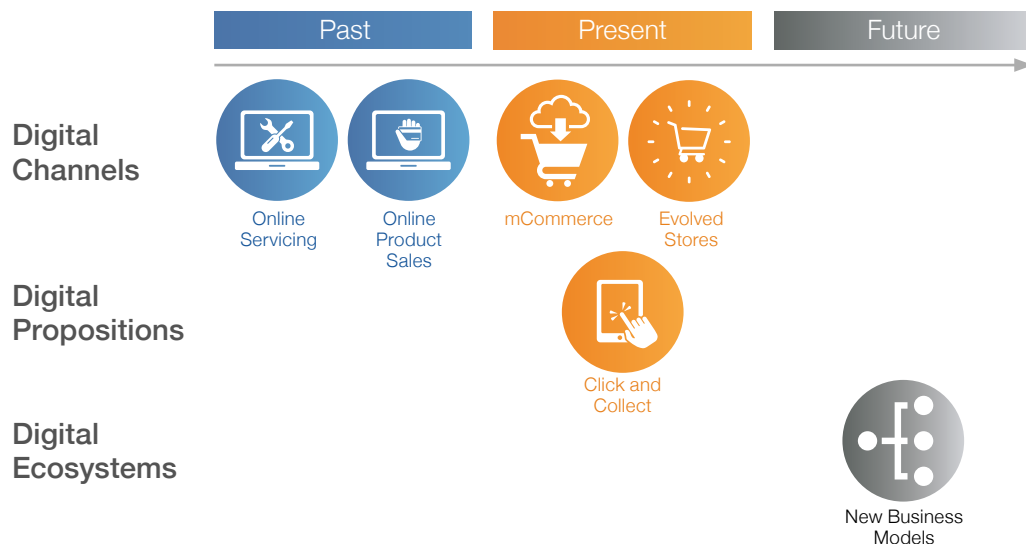 Past
Present
Future
Digital
Channels
Online
Servicing
Online
Product
Sales
mCommerce
Evolved
Stores
Digital
Propositions
Click and
Collect
Digital
Ecosystems
New Business
Models